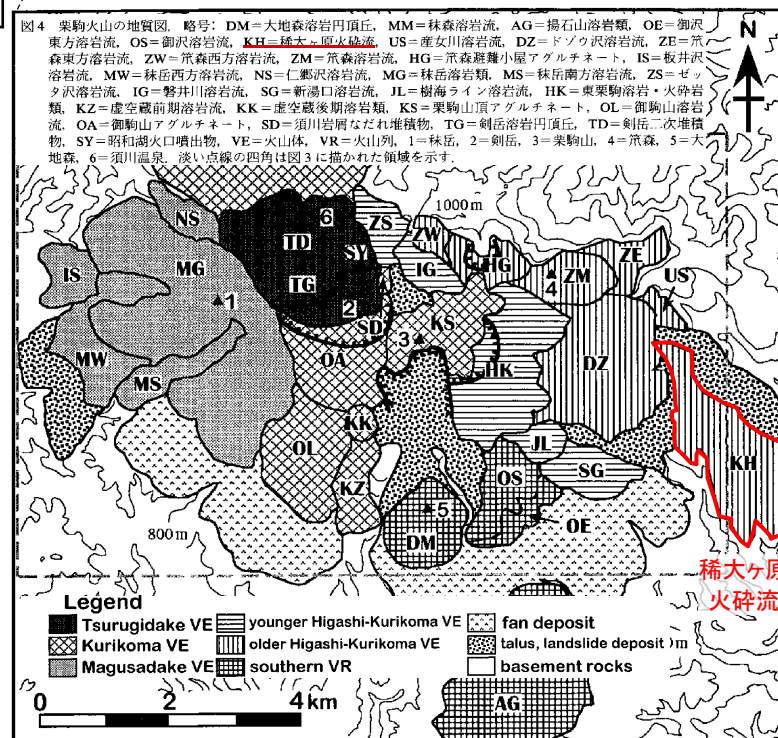 図4 栗駒火山の地質図. 略号: DM=大地森溶岩円頂丘, MM=秣森溶岩流, AG=揚石山溶岩類, OE=御沢
東方溶岩流, OS=御沢溶岩流, KH=稀大ヶ原火砕流, US=産女川溶岩流, DZ=ドゾウ沢溶岩流, ZE=笊
森東方溶岩流, ZW=笊森西方溶岩流, ZM=笊森溶岩流, HG=笊森避難小屋アグルチネート, IS=板井沢
溶岩流, MW=秣岳西方溶岩流, NS=仁郷沢溶岩流, MG=秣岳溶岩類, MS=秣岳南方溶岩流, ZS=ゼッ
タ沢溶岩流, IG=磐井川溶岩流, SG=新湯口溶岩流, JL=樹海ライン溶岩流, HK=東栗駒溶岩・火砕岩
類, KZ=虚空蔵前期溶岩流, KK=虚空蔵後期溶岩類, KS=栗駒山頂アグルチネート, OL=御駒山溶岩
流, OA=御駒山アグルチネート, SD=須川岩屑なだれ堆積物, TG=剣岳溶岩円頂丘, TD=剣岳二次堆積
物, SY=昭和湖火口噴出物, VE=火山体, VR=火山列, 1=秣岳, 2=剣岳, 3=栗駒山, 4=笊森, 5=大
地森, 6=須川温泉. 淡い点線の四角は図3に描かれた領域を示す.
N
1000m
NS
6
ZS
ZW
TD
SY
IG
HG
ZE
IS
MG
TG
ZM
US
1
2
4
SD
KS
3
MW
OA
HK
DZ
MS
KK
OL
JL
KH
KZ
OS
SG
5
OE
800m
DM
稀大ヶ原
火砕流
Legend
Tsurugidake VE
younger Higashi-Kurikoma VE
fan deposit
Kurikoma VE
older Higashi-Kurikoma VE
talus, landslide deposit
)m
Magusadake VE
southern VR
basement rocks
0 2 4 km
AG